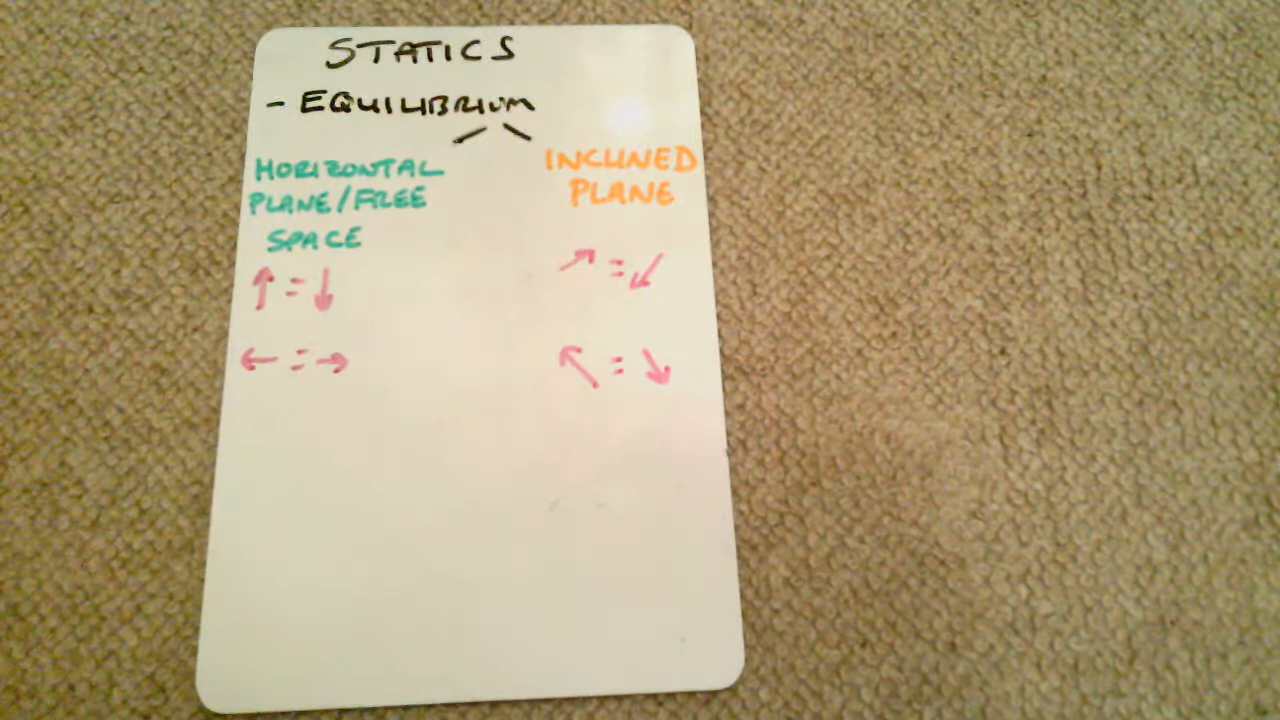 STATICS
- EQUILIBRIUM
HORIZONTAL
PLANE/FREE
SPACE
↑ = ↓
← = →
INCLINED
PLANE
↗ = ↙
↖ = ↘